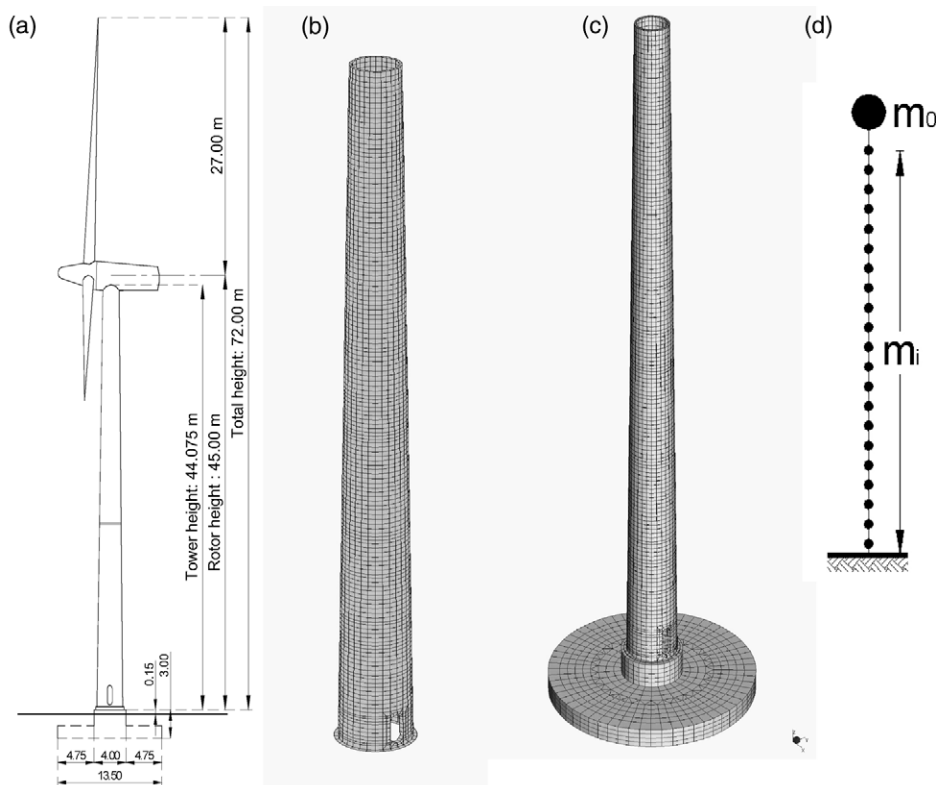 (a)
(b)
(c)
(d)
27.00 m
Tower height: 44.075 m
Rotor height : 45.00 m
Total height: 72.00 m
0.15
3.00
4.75
4.00
4.75
13.50
m0
mi